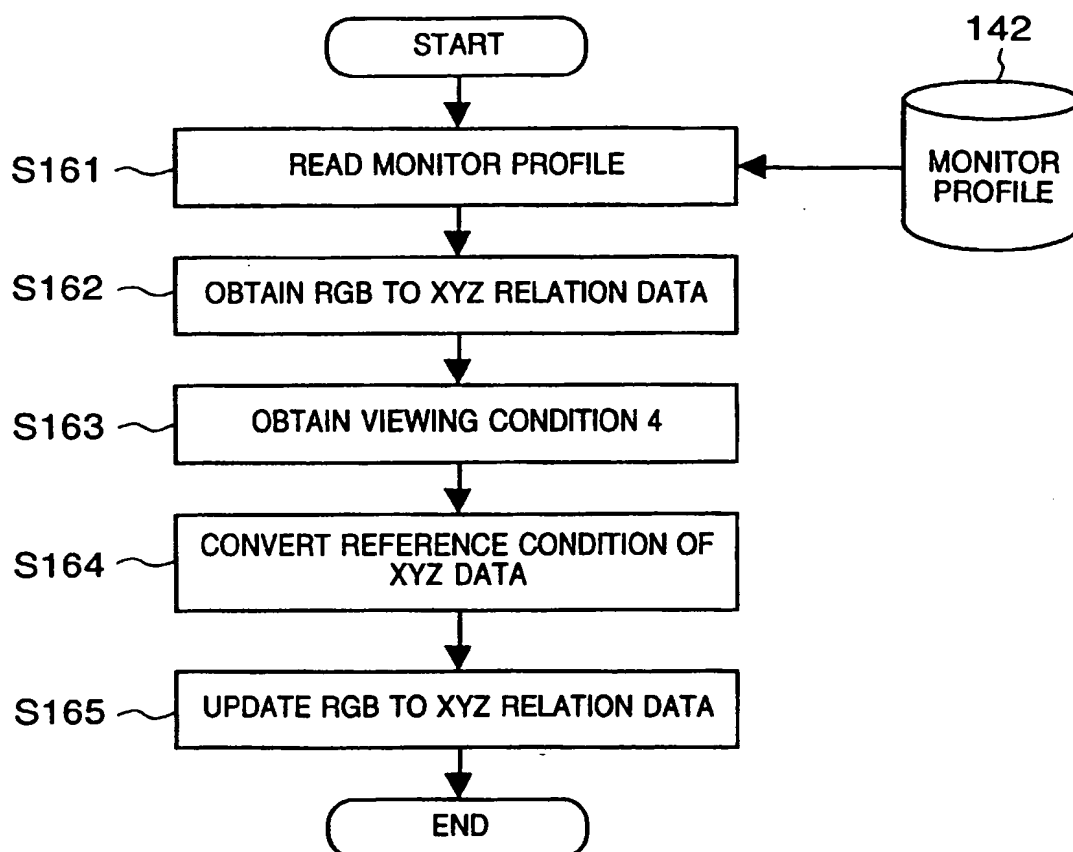 START
142
S161
READ MONITOR PROFILE
MONITOR
PROFILE
S162
OBTAIN RGB TO XYZ RELATION DATA
S163
OBTAIN VIEWING CONDITION 4
S164
CONVERT REFERENCE CONDITION OF
XYZ DATA
S165
UPDATE RGB TO XYZ RELATION DATA
END